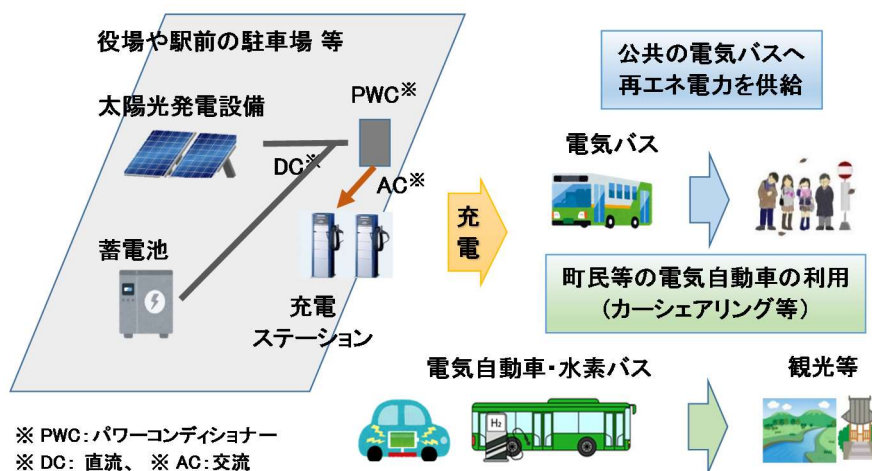 役場や駅前の駐車場 等
太陽光発電設備
PWC※
DC※
AC※
蓄電池
充電
ステーション
充
電
公共の電気バスへ
再エネ電力を供給
電気バス
町民等の電気自動車の利用
(カーシェアリング等)
電気自動車・水素バス
H2
観光等
※ PWC:パワーコンディショナー
※ DC: 直流、 ※ AC:交流